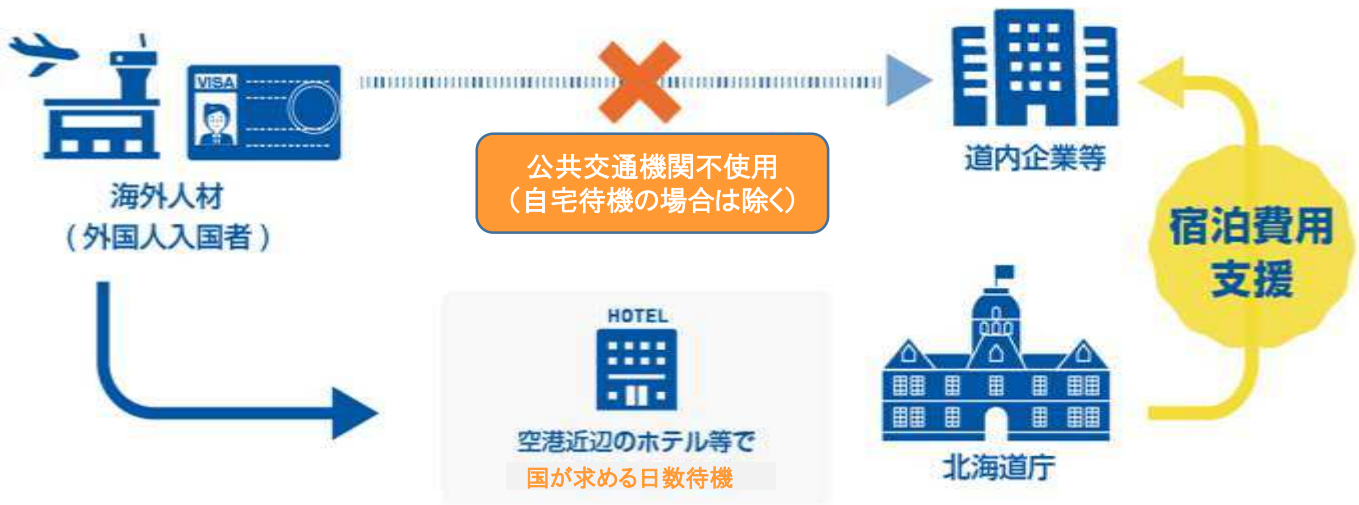 VISA
海外人材
(外国人入国者)
公共交通機関不使用
(自宅待機の場合は除く)
道内企業等
宿泊費用
支援
HOTEL
空港近辺のホテル等で
国が求める日数待機
北海道庁